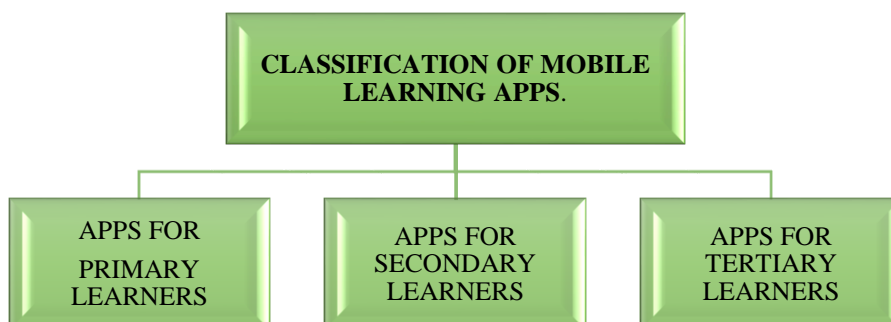 CLASSIFICATION OF MOBILE
LEARNING APPS.
APPS FOR
PRIMARY
LEARNERS
APPS FOR
SECONDARY
LEARNERS
APPS FOR
TERTIARY
LEARNERS